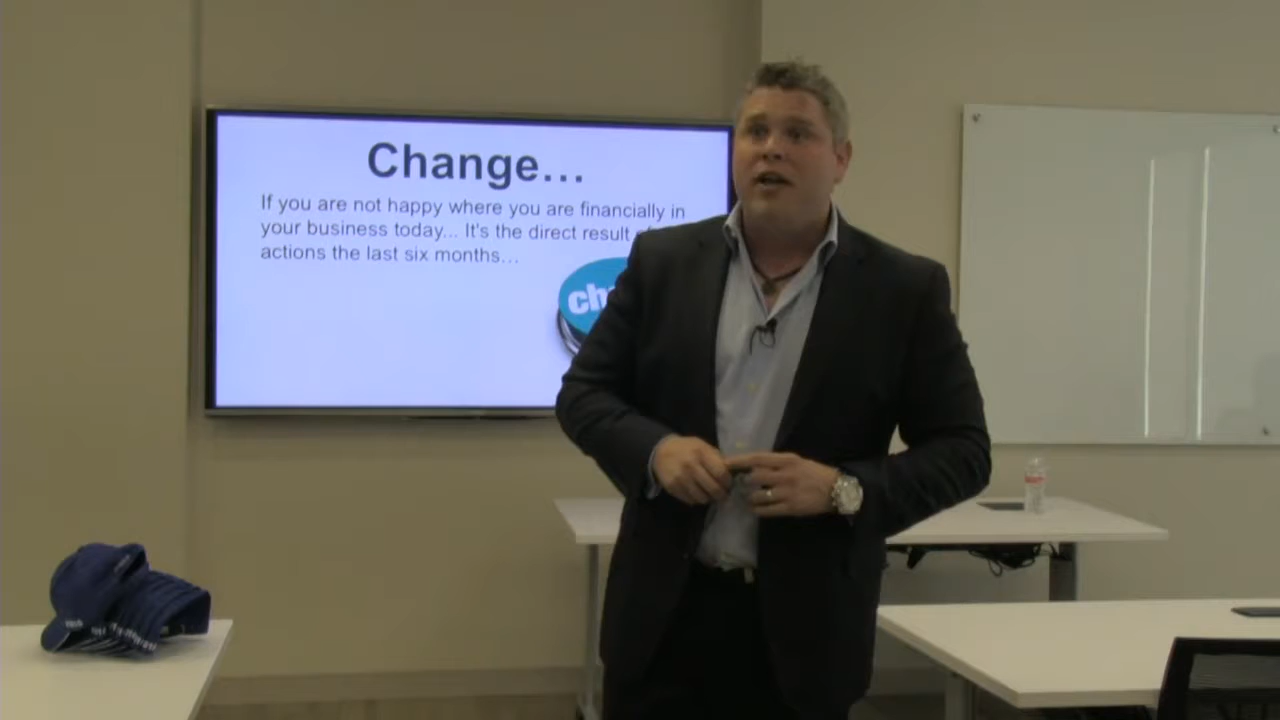 Change...
If you are not happy where you are financially in
your business today... It's the direct result
actions the last six months...